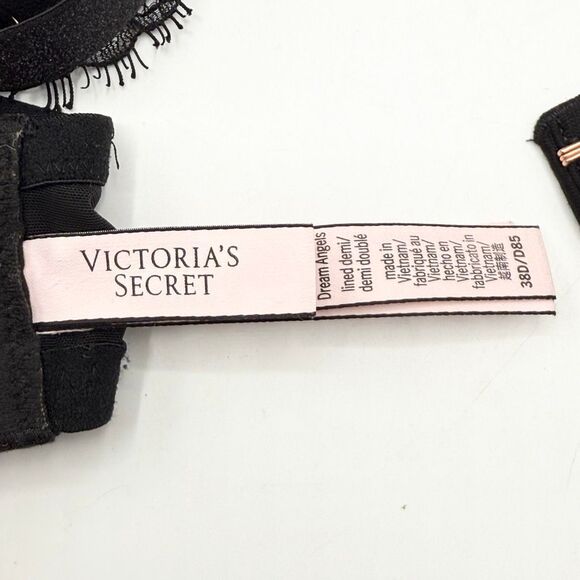 VICTORIA'S
SECRET
Dream Angels
lined demi/
demi doublé
made in
Vietnam/
fabriqué au
Vietnam/
Hecho en
Vietnam/
fabbricato in
Vietnam/
越南制造
38D/D85